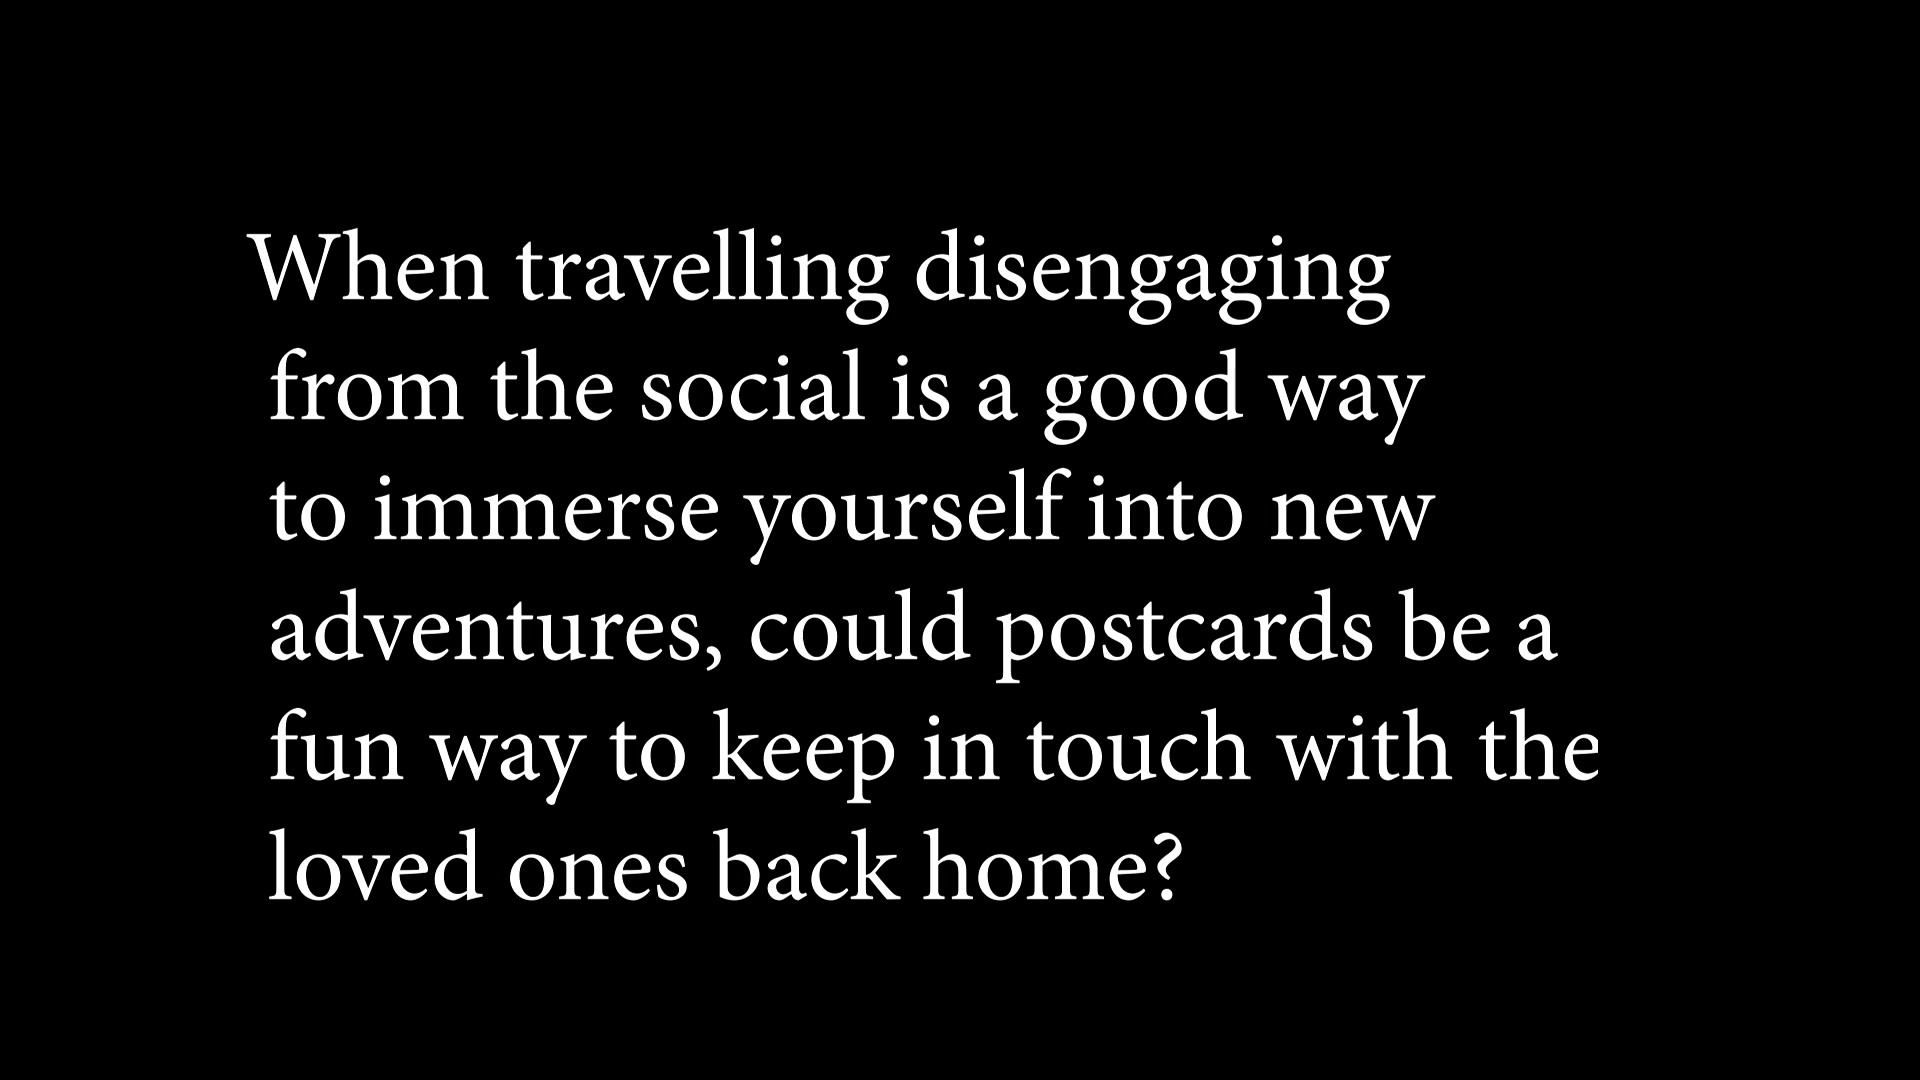 When travelling disengaging
from the social is a good way
to immerse yourself into new
adventures, could postcards be a
fun way to keep in touch with the
loved ones back home?